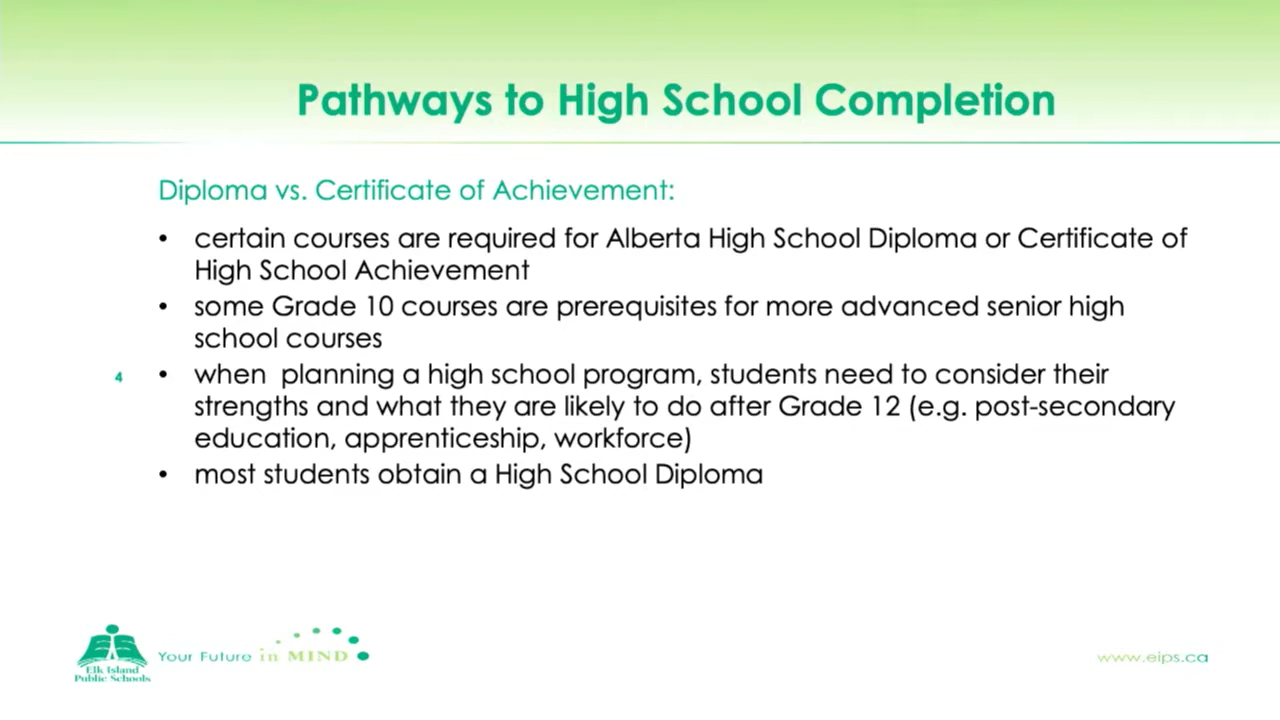 Pathways to High School Completion
Diploma vs. Certificate of Achievement:
• certain courses are required for Alberta High School Diploma or Certificate of
High School Achievement
• some Grade 10 courses are prerequisites for more advanced senior high
school courses
4
• when  planning a high school program, students need to consider their
strengths and what they are likely to do after Grade 12 (e.g. post-secondary
education, apprenticeship, workforce)
• most students obtain a High School Diploma
Elk Island
Public Schools
Your Future in MIND
www.eips.ca